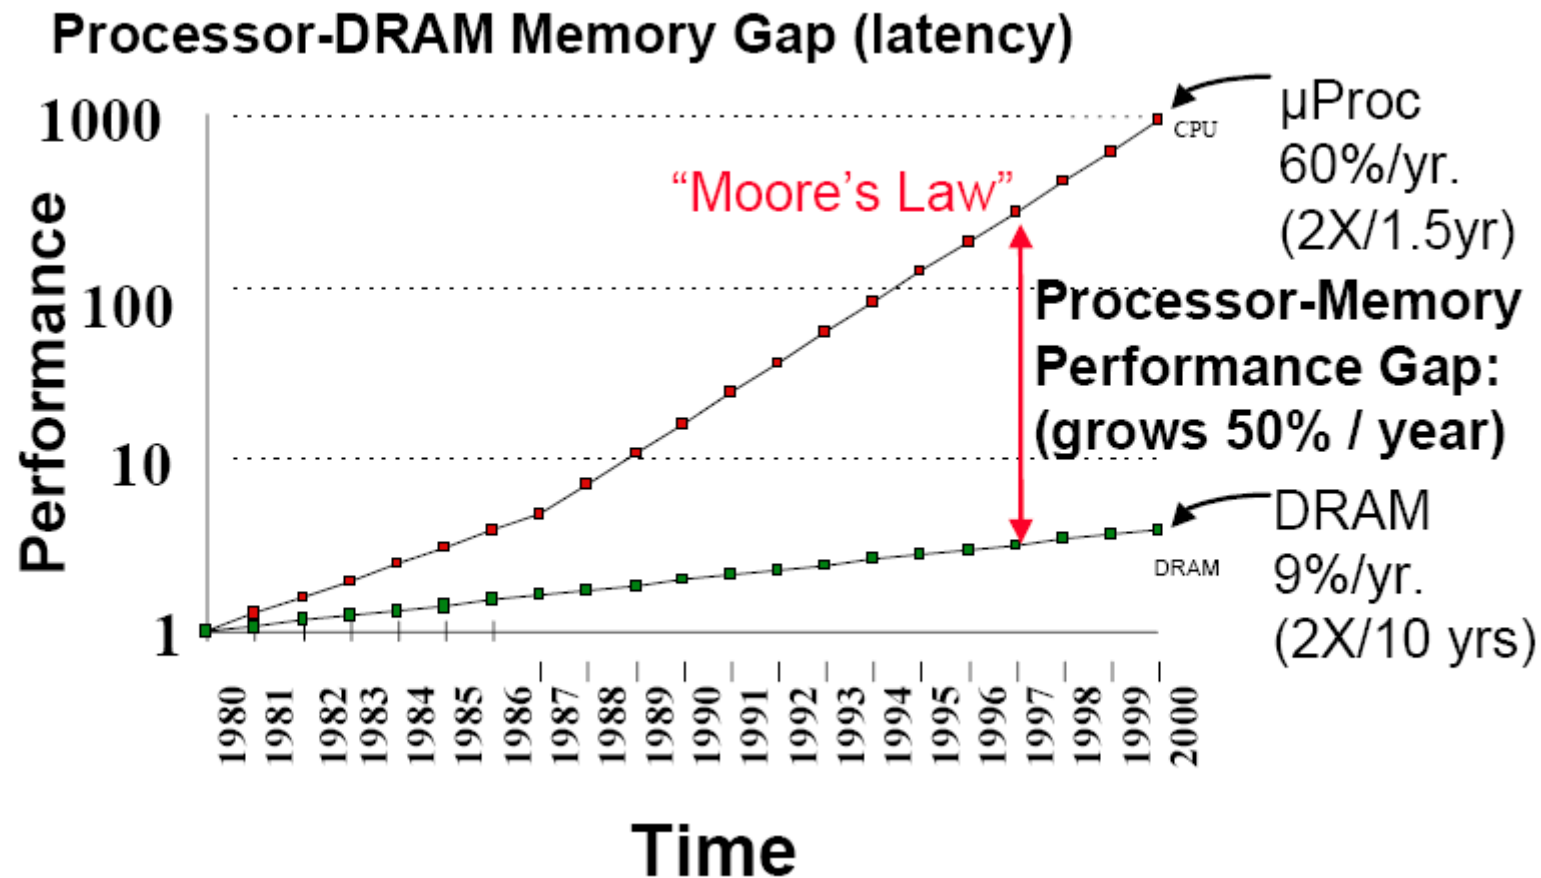 Processor-DRAM Memory Gap (latency)
1000
100
10
1
Performance
“Moore’s Law”
CPU
µProc
60%/yr.
(2X/1.5yr)
Processor-Memory
Performance Gap:
(grows 50% / year)
DRAM
DRAM
9%/yr.
(2X/10 yrs)
1980
1981
1982
1983
1984
1985
1986
1987
1988
1989
1990
1991
1992
1993
1994
1995
1996
1997
1998
1999
2000
Time